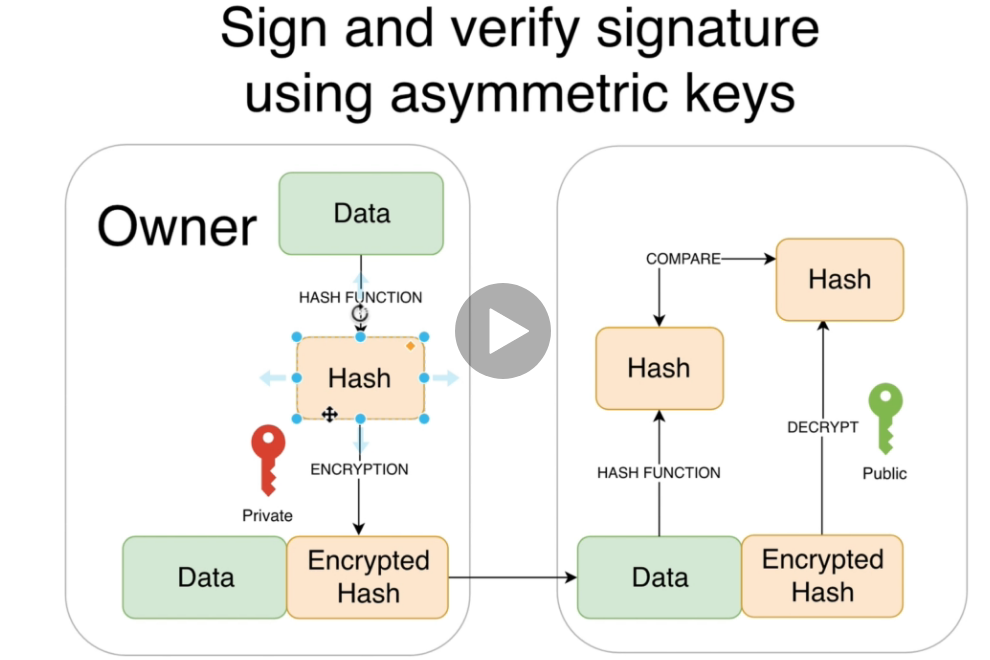 Sign and verify signature
using asymmetric keys
Owner
Data
HASH FUNCTION
Hash
ENCRYPTION
Private
Data
Encrypted
Hash
COMPARE
Hash
Hash
DECRYPT
Public
HASH FUNCTION
Data
Encrypted
Hash